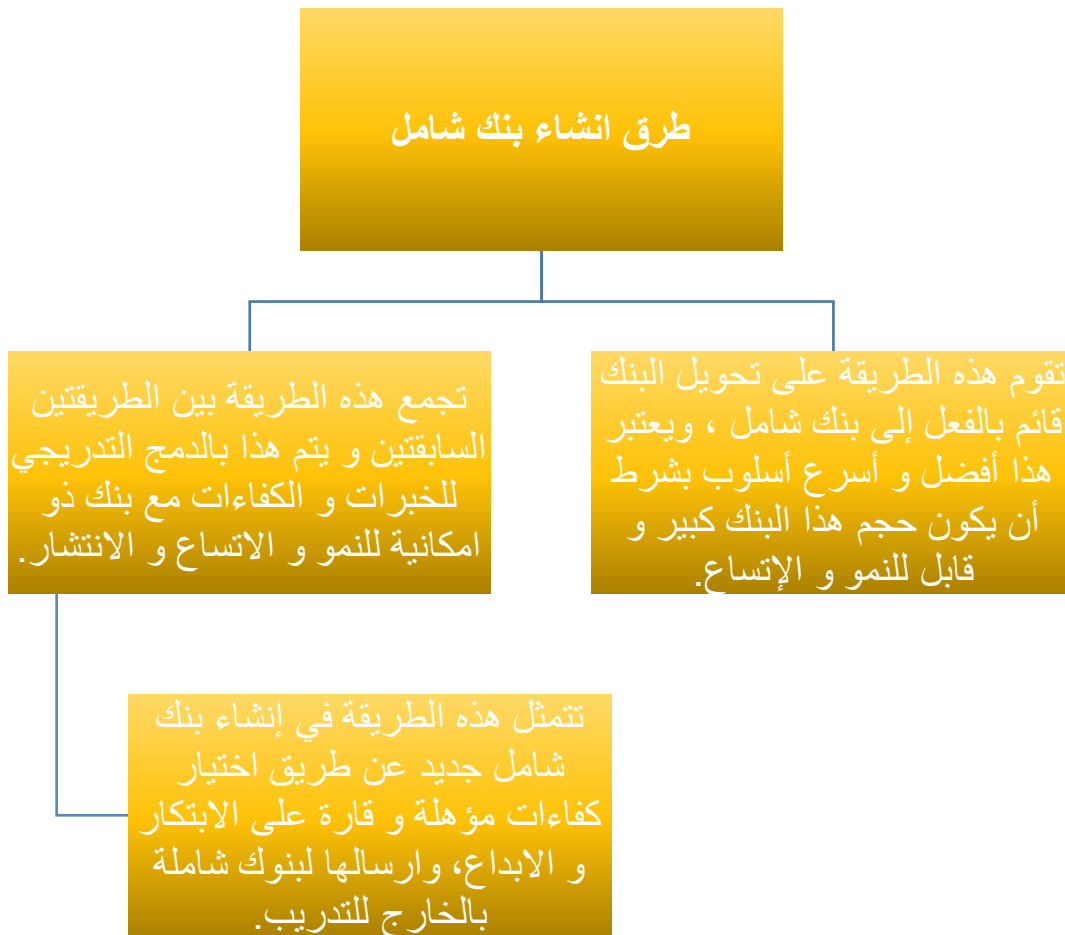 طرق انشاء بنك شامل
تقوم هذه الطريقة على تحويل البنك
قائم بالفعل إلى بنك شامل ، ويعتبر
هذا أفضل و أسرع أسلوب بشرط
أن يكون حجم هذا البنك كبير و
قابل للنمو و الإتساع.
تجمع هذه الطريقة بين الطريقتين
السابقتين و يتم هذا بالدمج التدريجي
للخبرات و الكفاءات مع بنك ذو
امكانية للنمو و الاتساع و الانتشار.
تتمثل هذه الطريقة في إنشاء بنك
شامل جديد عن طريق اختيار
كفاءات مؤهلة و قارة على الابتكار
و الابداع، وارسالها لبنوك شاملة
بالخارج للتدريب.